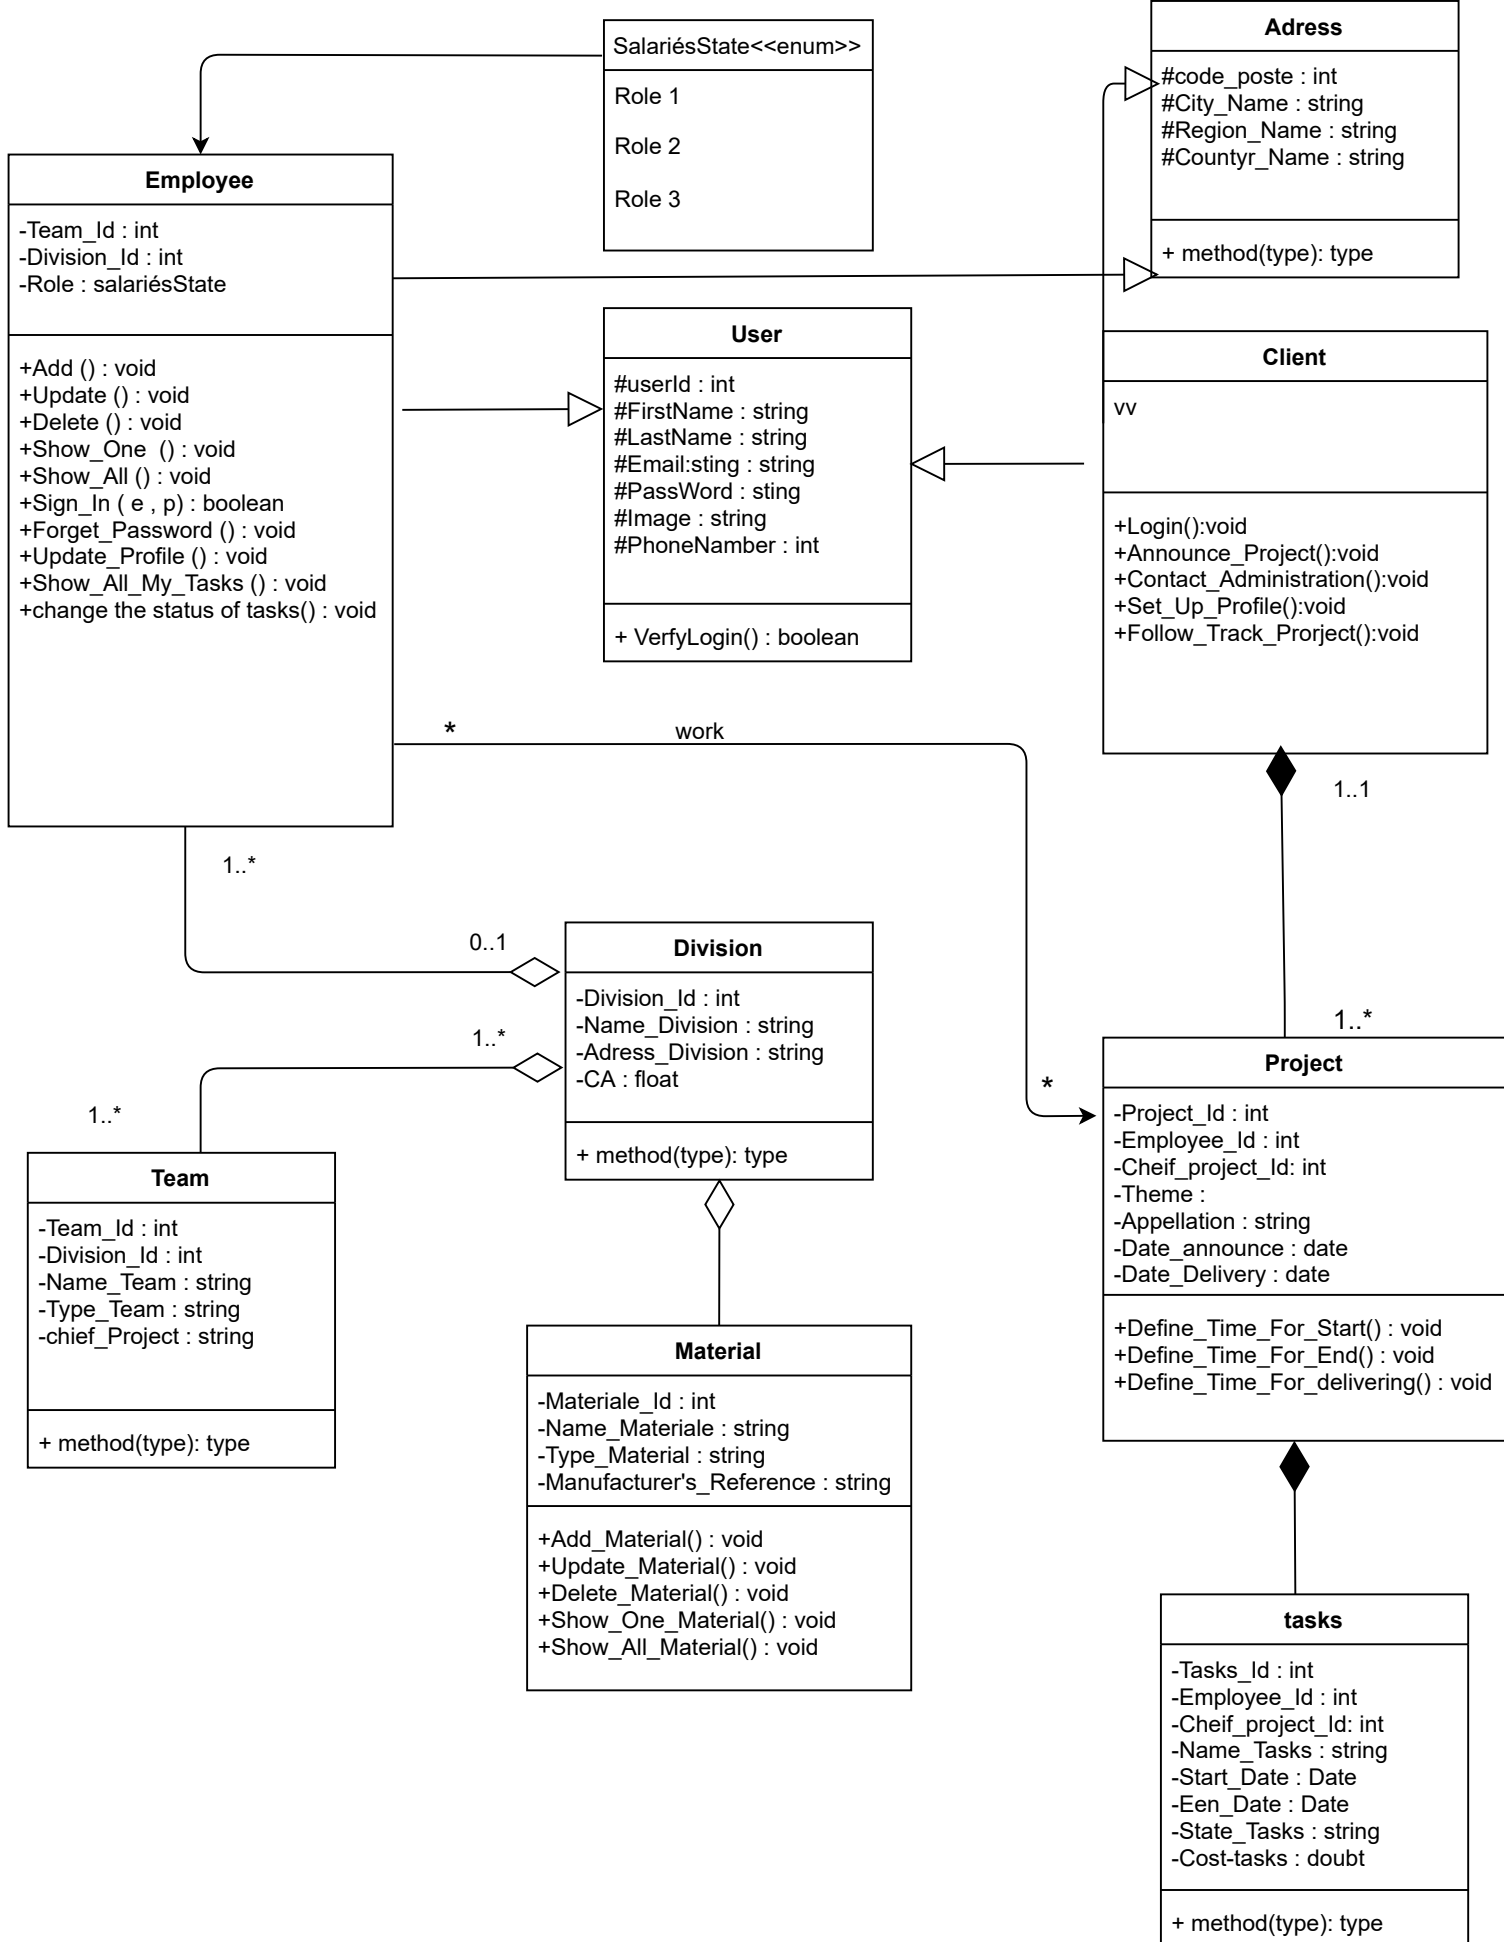 SalariésState<<enum>>
Role 1
Role 2
Role 3
Adress
#code_poste : int
#City_Name : string
#Region_Name : string
#Countyr_Name : string
+ method(type): type
Employee
-Team_Id : int
-Division_Id : int
-Role : salariésState
+Add () : void
+Update () : void
+Delete () : void
+Show_One  () : void
+Show_All () : void
+Sign_In ( e , p) : boolean
+Forget_Password () : void
+Update_Profile () : void
+Show_All_My_Tasks () : void
+change the status of tasks() : void
User
#userId : int
#FirstName : string
#LastName : string
#Email:sting : string
#PassWord : sting
#Image : string
#PhoneNamber : int
+ VerfyLogin() : boolean
Client
vv
+Login():void
+Announce_Project():void
+Contact_Administration():void
+Set_Up_Profile():void
+Follow_Track_Prorject():void
*
work
1..1
1..*
0..1
Division
-Division_Id : int
-Name_Division : string
-Adress_Division : string
-CA : float
+ method(type): type
1..*
1..*
1..*
*
Project
-Project_Id : int
-Employee_Id : int
-Cheif_project_Id: int
-Theme :
-Appellation : string
-Date_announce : date
-Date_Delivery : date
+Define_Time_For_Start() : void
+Define_Time_For_End() : void
+Define_Time_For_delivering() : void
Team
-Team_Id : int
-Division_Id : int
-Name_Team : string
-Type_Team : string
-chief_Project : string
+ method(type): type
Material
-Materiale_Id : int
-Name_Materiale : string
-Type_Material : string
-Manufacturer's_Reference : string
+Add_Material() : void
+Update_Material() : void
+Delete_Material() : void
+Show_One_Material() : void
+Show_All_Material() : void
tasks
-Tasks_Id : int
-Employee_Id : int
-Cheif_project_Id: int
-Name_Tasks : string
-Start_Date : Date
-Een_Date : Date
-State_Tasks : string
-Cost-tasks : doubt
+ method(type): type